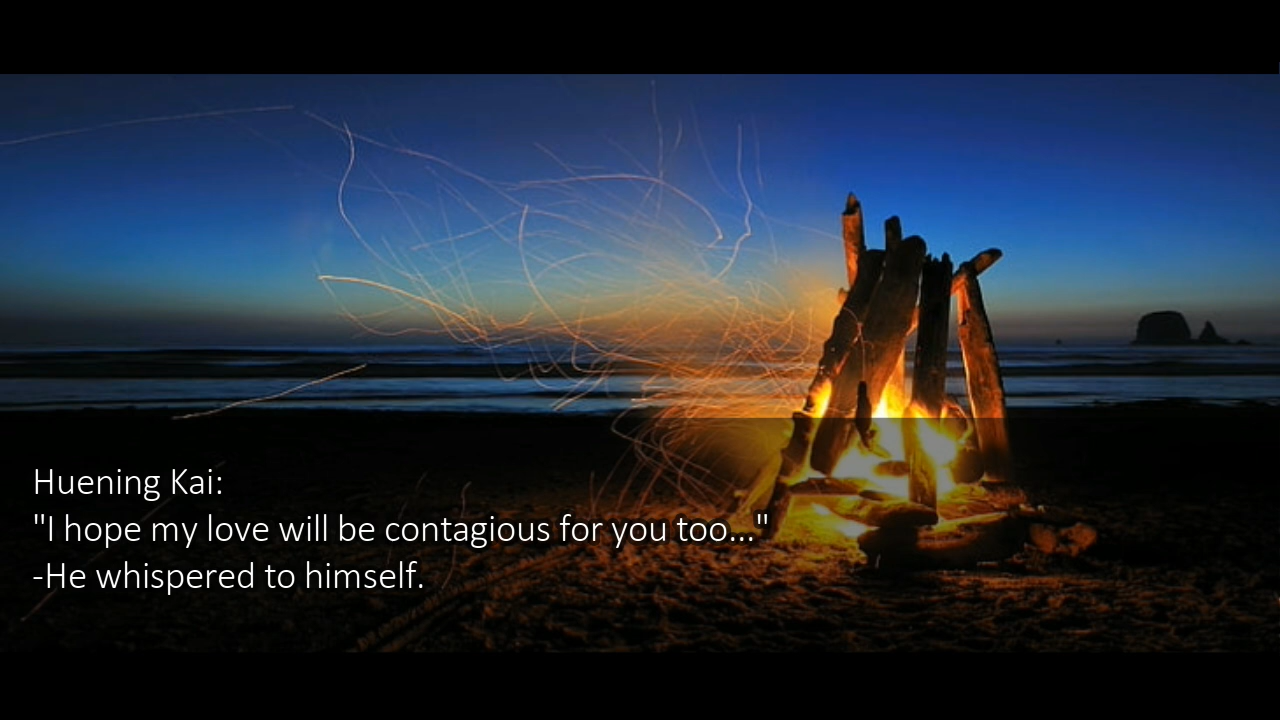 Huening Kai:
"I hope my love will be contagious for you too..."
-He whispered to himself.